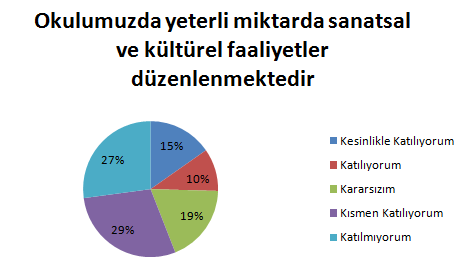 Okulumuzda yeterli miktarda sanatsal
ve kültürel faaliyetler
düzenlenmektedir
15%
10%
19%
29%
27%
Kesinlikle Katılıyorum
Katılıyorum
Kararsızım
Kısmen Katılıyorum
Katılmıyorum